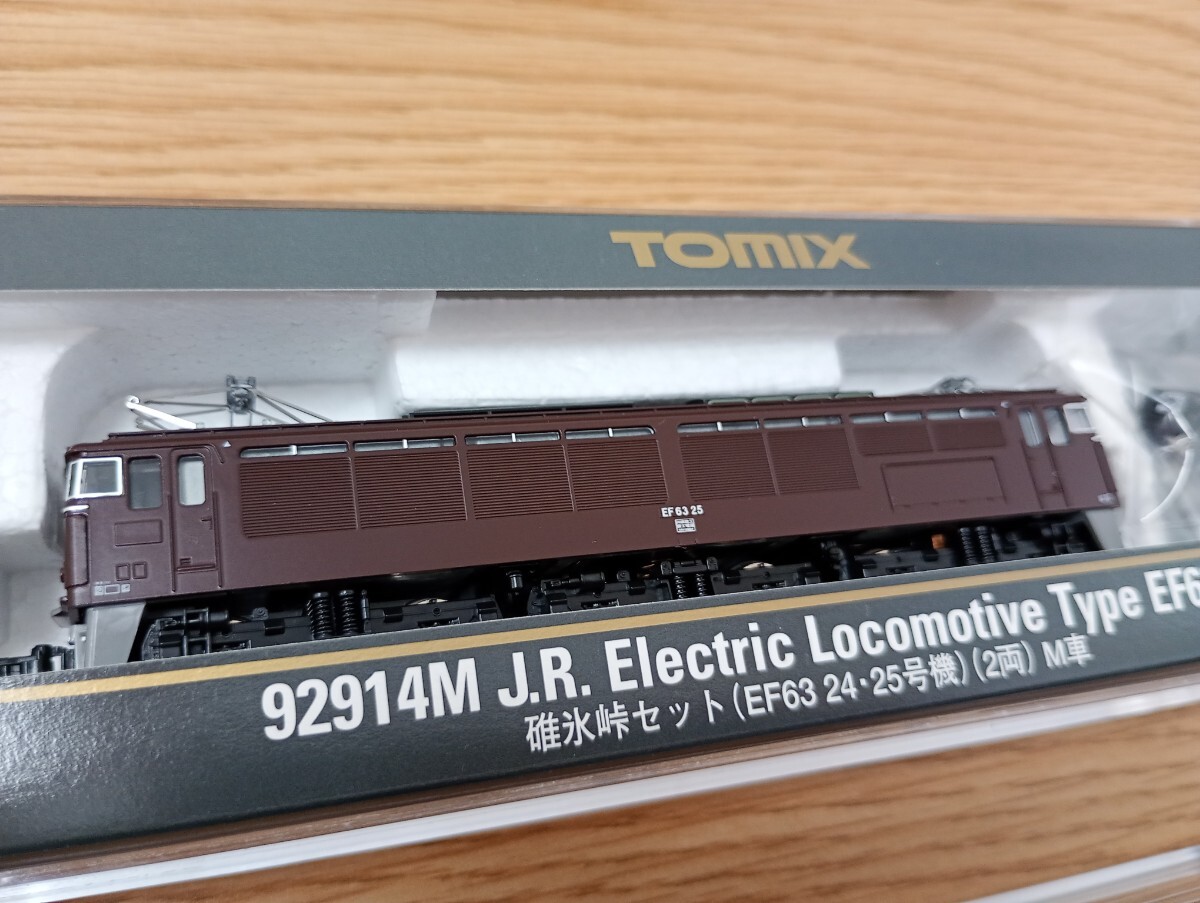 TOMIX
EF63 25
92914M J.R. Electric Locomotive Type EF6
碓氷峠セット(EF63 24・25号機)(2両) M車